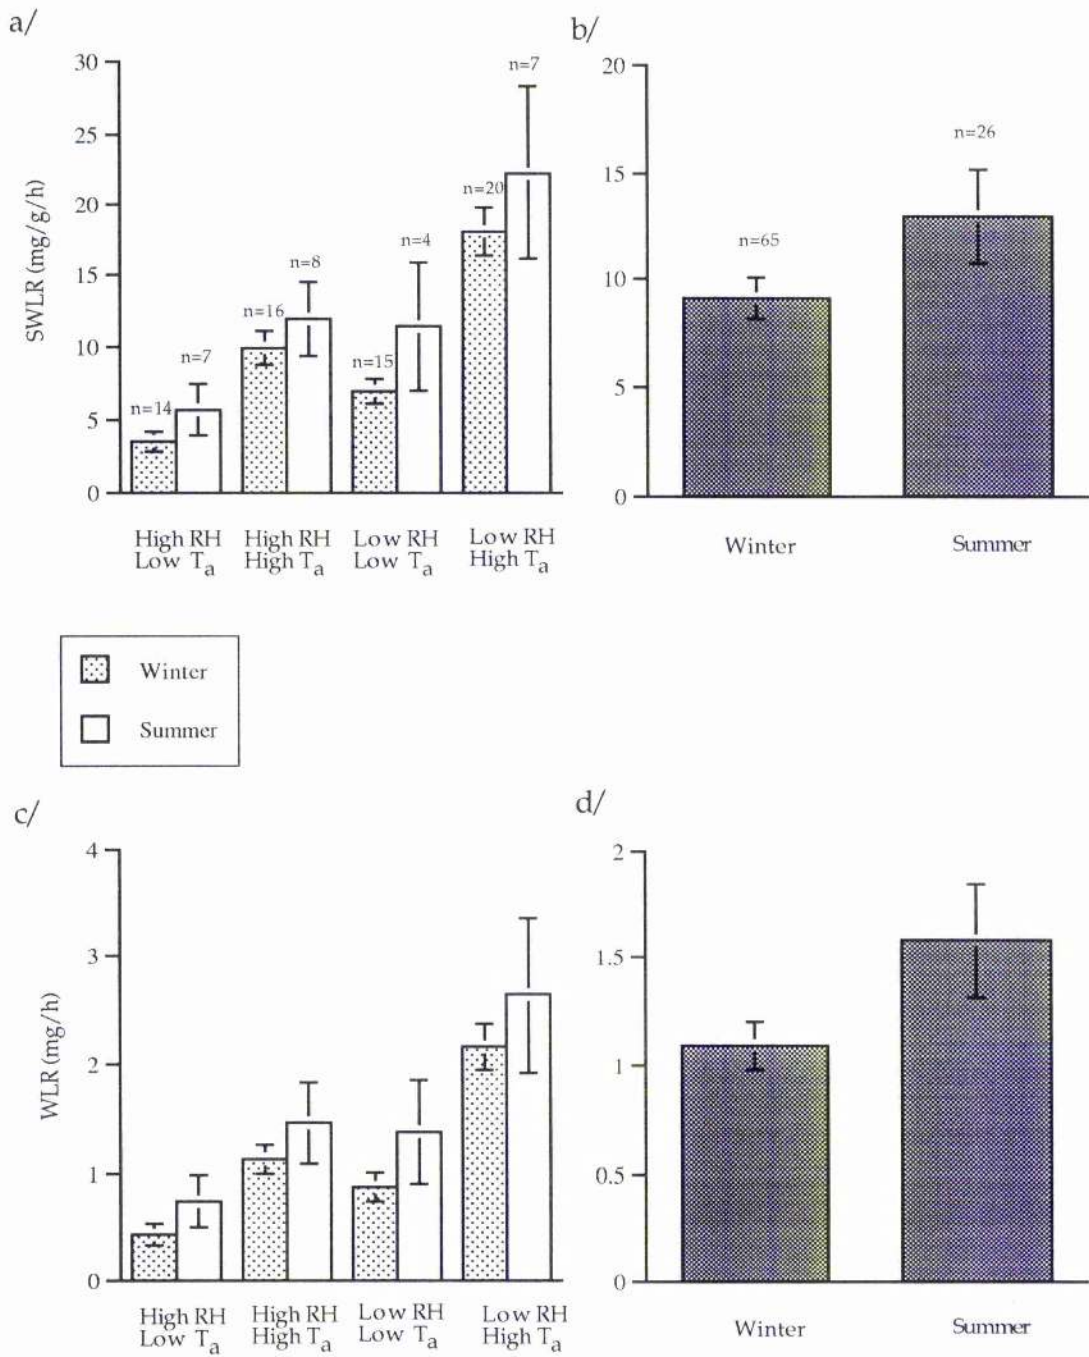 a/
30
25
20
15
10
5
0
SWLR (mg/g/h)
n=14
n=7
n=16
n=8
n=15
n=4
n=20
n=7
High RH
Low Ta
High RH
High Ta
Low RH
Low Ta
Low RH
High Ta
b/
20
15
10
5
0
n=65
n=26
Winter
Summer
Winter
Summer
c/
4
3
2
1
0
WLR (mg/h)
High RH
Low Ta
High RH
High Ta
Low RH
Low Ta
Low RH
High Ta
d/
2
1.5
1
0.5
0
Winter
Summer